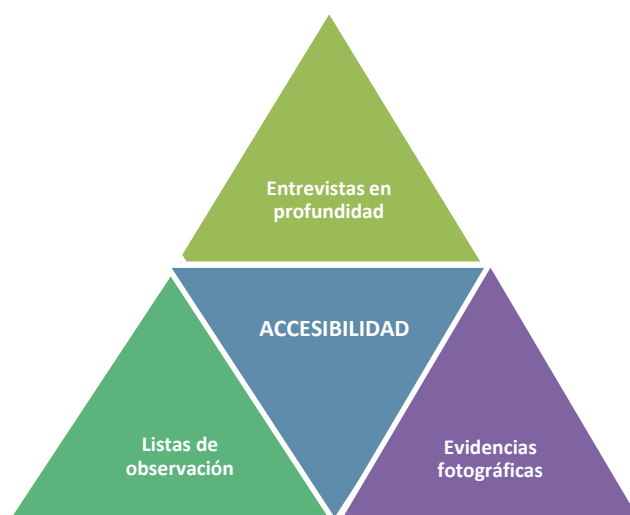 Entrevistas en
profundidad
ACCESIBILIDAD
Listas de
observación
Evidencias
fotográficas